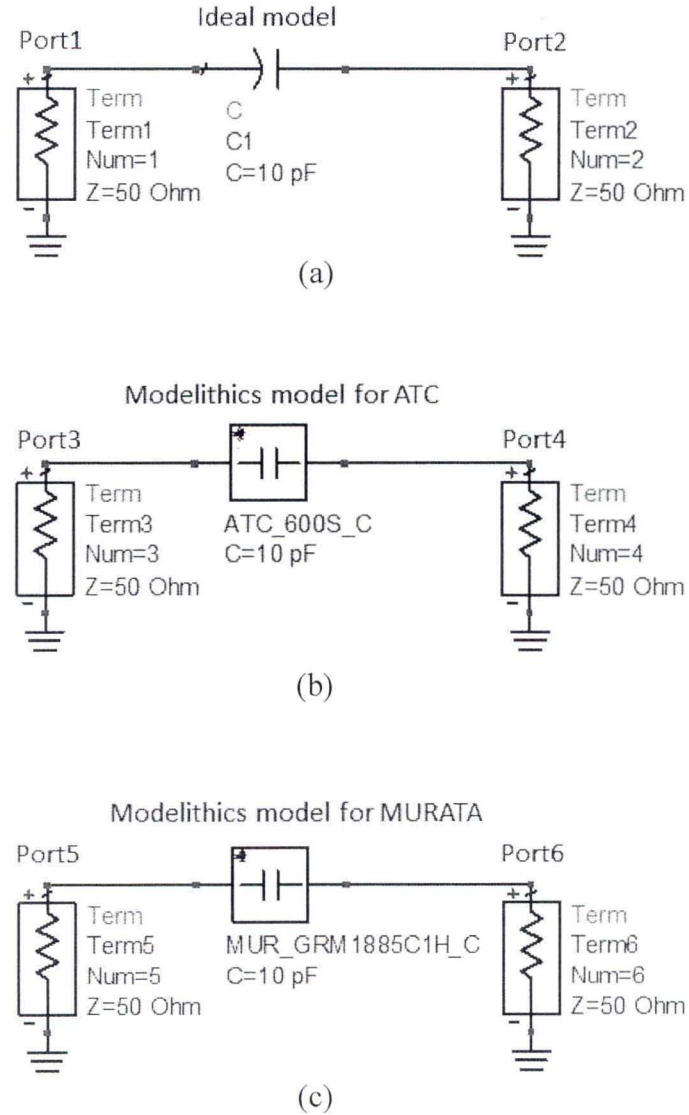 Ideal model
Port1
Port2
+
Term
Term1
Num=1
Z=50 Ohm
-
C
C1
C=10 pF
+
Term
Term2
Num=2
Z=50 Ohm
-
(a)
Modelithics model for ATC
Port3
Port4
+
Term
Term3
Num=3
Z=50 Ohm
-
ATC_600S_C
C=10 pF
+
Term
Term4
Num=4
Z=50 Ohm
-
(b)
Modelithics model for MURATA
Port5
Port6
+
Term
Term5
Num=5
Z=50 Ohm
-
MUR_GRM1885C1H_C
C=10 pF
+
Term
Term6
Num=6
Z=50 Ohm
-
(c)